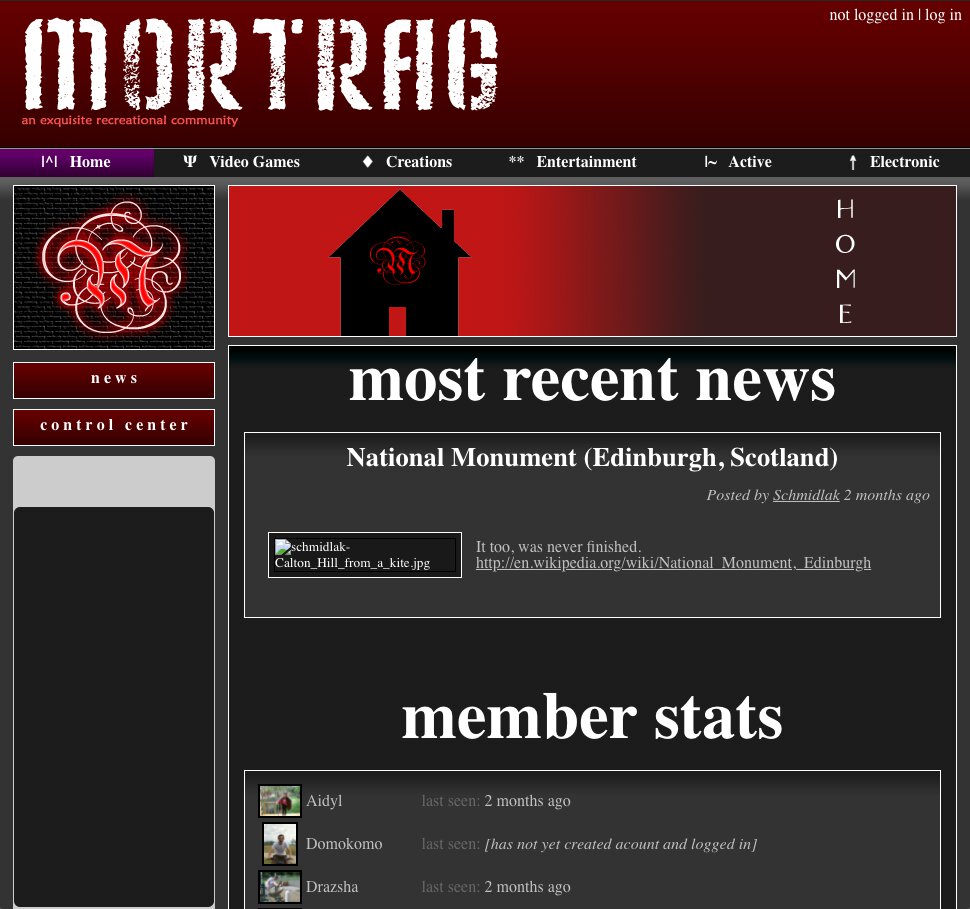 not logged in | log in
MORTRAG
an exquisite recreational community
|^| Home Ψ Video Games ♦ Creations ** Entertainment |~ Active † Electronic
M
news
control center
M
H
O
M
E
most recent news
National Monument (Edinburgh, Scotland)
Posted by Schmidlak 2 months ago
schmidlak-
Calton_Hill_from_a_kite.jpg
It too, was never finished.
http://en.wikipedia.org/wiki/National_Monument,_Edinburgh
member stats
Aidyl last seen: 2 months ago
Domokomo last seen: [has not yet created acount and logged in]
Drazsha last seen: 2 months ago